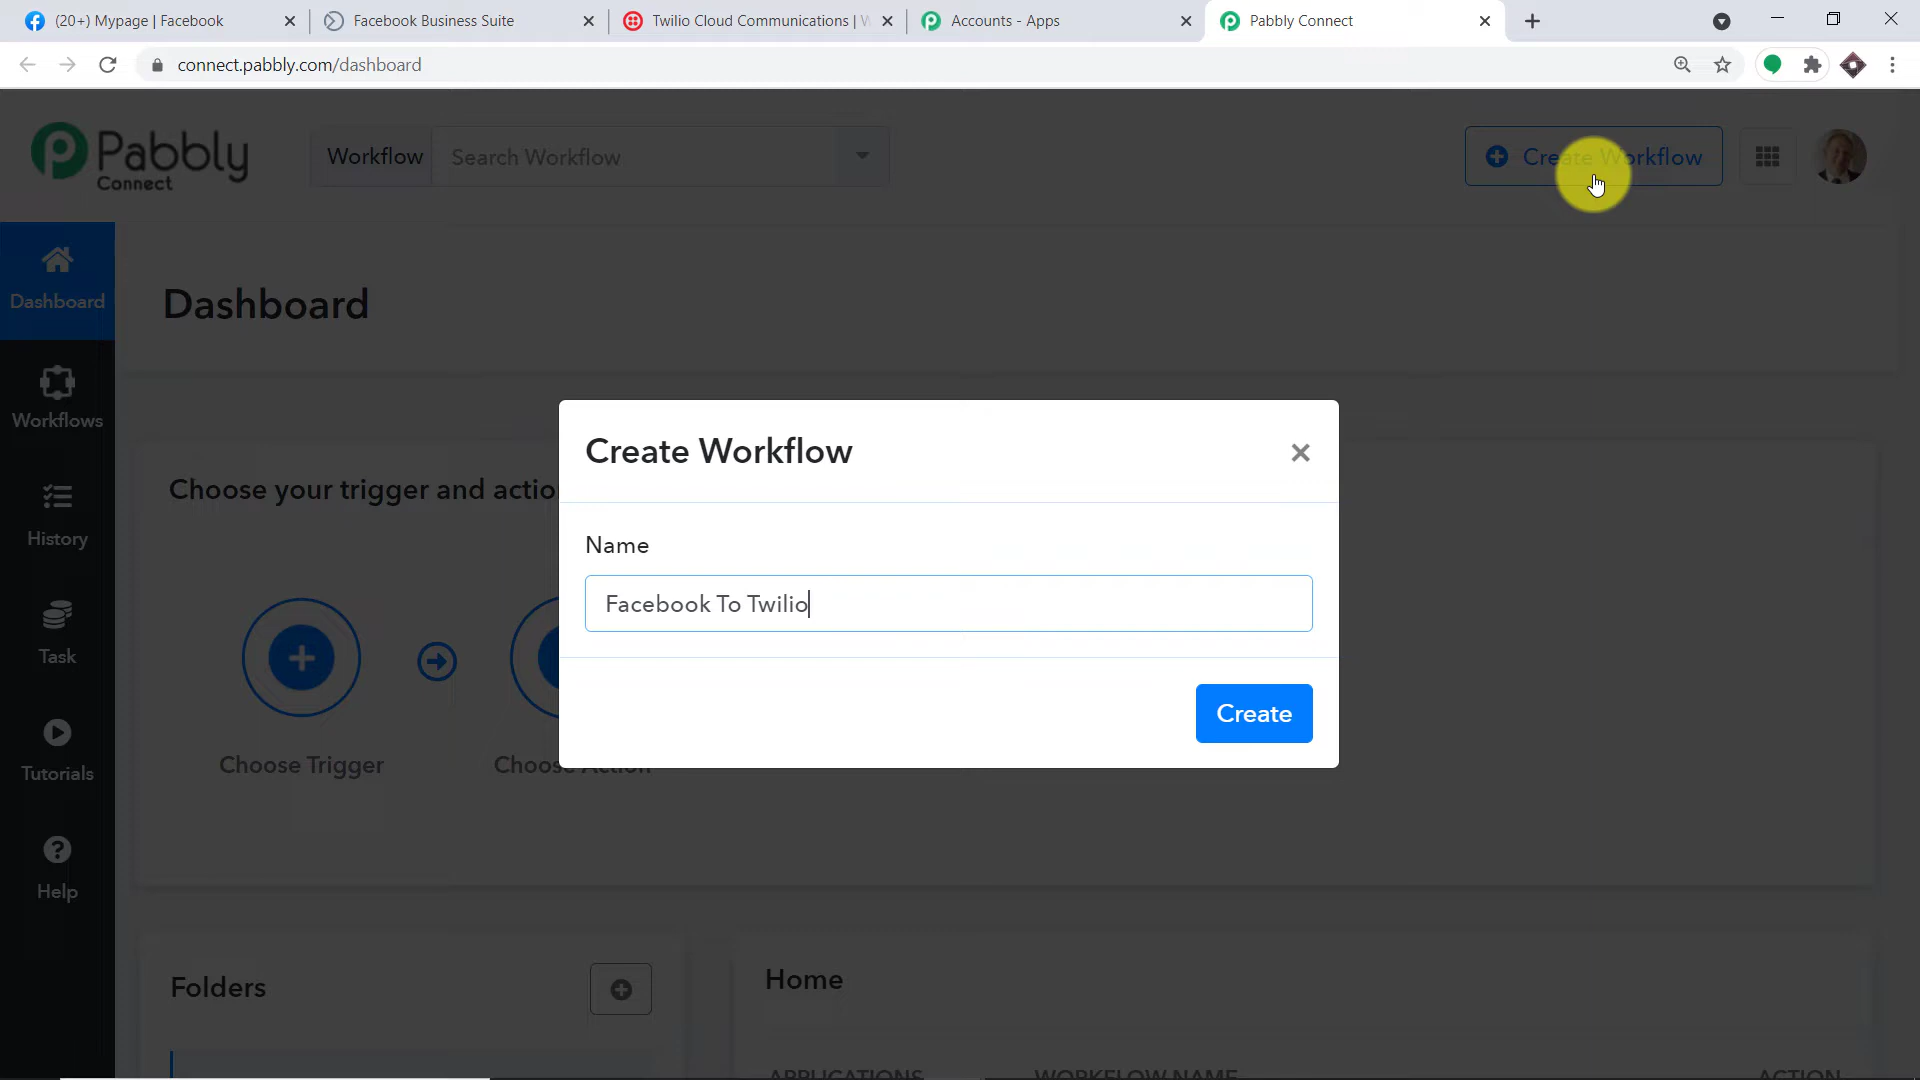 (20+) Mypage | Facebook
Facebook Business Suite
Twilio Cloud Communications |
Accounts - Apps
Pabbly Connect
connect.pabbly.com/dashboard
Pabbly
Connect
Workflow
Search Workflow
Create Workflow
Dashboard
Dashboard
Workflows
Choose your trigger and actio
History
Task
Tutorials
Help
Create Workflow
Name
Facebook To Twilio
Create
Choose Trigger
Choose Action
Folders
Home
APPLICATIONS
WORKFLOW NAME
ACTION